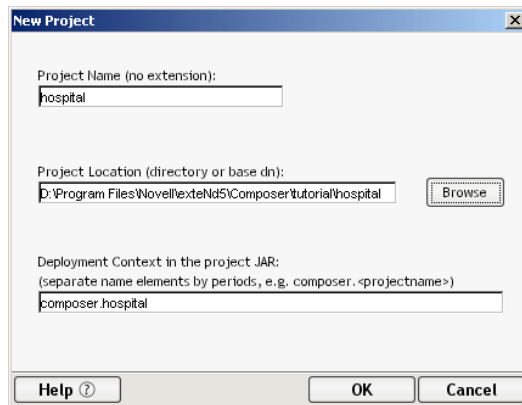 New Project
Project Name (no extension):
hospital
Project Location (directory or base dn):
D:\Program Files\Novell\exteNd5\Composer\tutorial\hospital
Browse
Deployment Context in the project JAR:
(separate name elements by periods, e.g. composer.<projectname>)
composer.hospital
Help ?
OK
Cancel